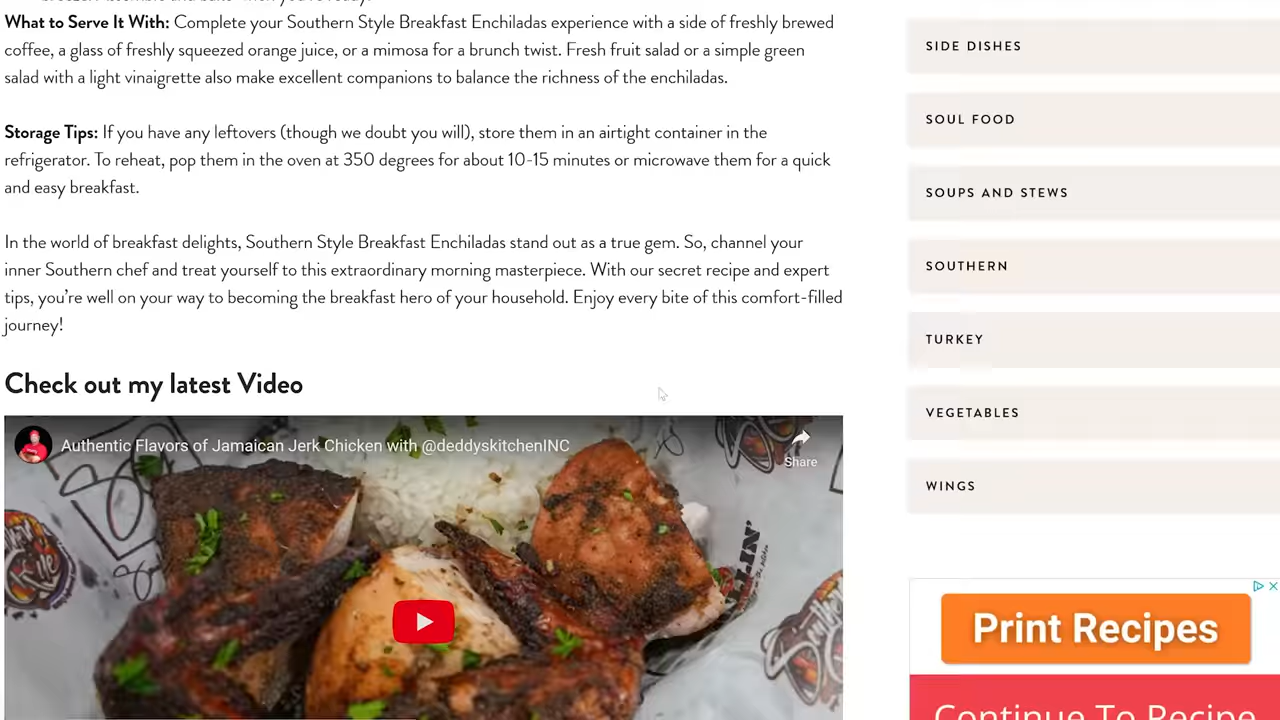 What to Serve It With: Complete your Southern Style Breakfast Enchiladas experience with a side of freshly brewed
coffee, a glass of freshly squeezed orange juice, or a mimosa for a brunch twist. Fresh fruit salad or a simple green
salad with a light vinaigrette also make excellent companions to balance the richness of the enchiladas.
Storage Tips: If you have any leftovers (though we doubt you will), store them in an airtight container in the
refrigerator. To reheat, pop them in the oven at 350 degrees for about 10-15 minutes or microwave them for a quick
and easy breakfast.
In the world of breakfast delights, Southern Style Breakfast Enchiladas stand out as a true gem. So, channel your
inner Southern chef and treat yourself to this extraordinary morning masterpiece. With our secret recipe and expert
tips, you’re well on your way to becoming the breakfast hero of your household. Enjoy every bite of this comfort-filled
journey!
Check out my latest Video
Authentic Flavors of Jamaican Jerk Chicken with @deddyskitchenINC
Share
SIDE DISHES
SOUL FOOD
SOUPS AND STEWS
SOUTHERN
TURKEY
VEGETABLES
WINGS
Print Recipes
Continue To Recipe